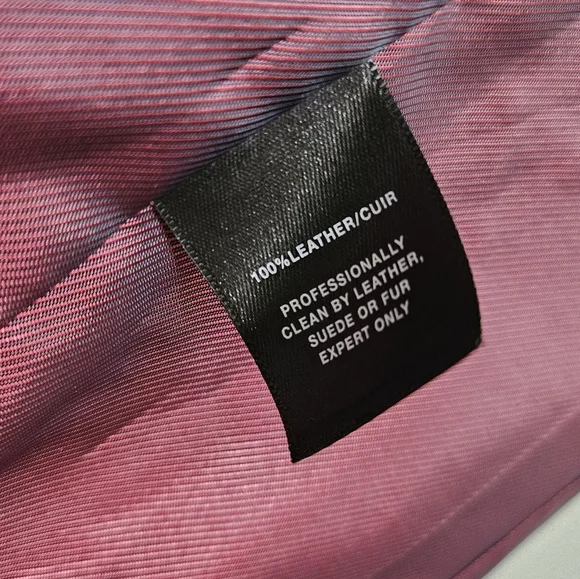 100%LEATHER/CUIR
PROFESSIONALLY
CLEAN BY LEATHER,
SUEDE OR FUR
EXPERT ONLY